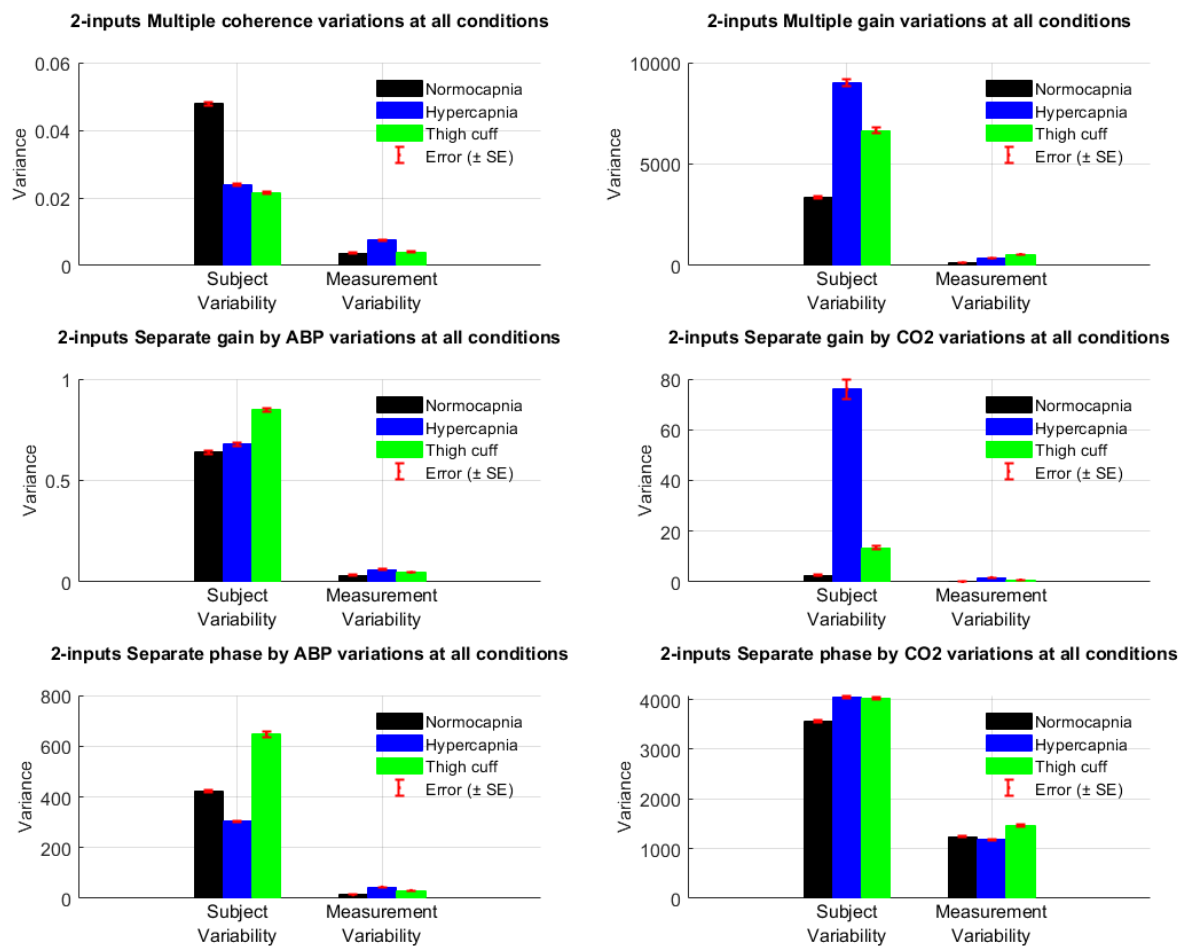 2-inputs Multiple coherence variations at all conditions
Variance
0.06
0.04
0.02
0
Normocapnia
Hypercapnia
Thigh cuff
Error (± SE)
Subject
Variability
Measurement
Variability
2-inputs Multiple gain variations at all conditions
Variance
10000
5000
0
Normocapnia
Hypercapnia
Thigh cuff
Error (± SE)
Subject
Variability
Measurement
Variability
2-inputs Separate gain by ABP variations at all conditions
Variance
1
0.5
0
Normocapnia
Hypercapnia
Thigh cuff
Error (± SE)
Subject
Variability
Measurement
Variability
2-inputs Separate gain by CO2 variations at all conditions
Variance
80
60
40
20
0
Normocapnia
Hypercapnia
Thigh cuff
Error (± SE)
Subject
Variability
Measurement
Variability
2-inputs Separate phase by ABP variations at all conditions
Variance
800
600
400
200
0
Normocapnia
Hypercapnia
Thigh cuff
Error (± SE)
Subject
Variability
Measurement
Variability
2-inputs Separate phase by CO2 variations at all conditions
Variance
4000
3000
2000
1000
0
Normocapnia
Hypercapnia
Thigh cuff
Error (± SE)
Subject
Variability
Measurement
Variability